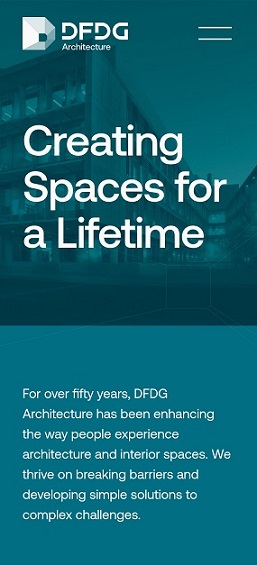 DFDG
Architecture
Creating
Spaces for
a Lifetime
For over fifty years, DFDG
Architecture has been enhancing
the way people experience
architecture and interior spaces. We
thrive on breaking barriers and
developing simple solutions to
complex challenges.